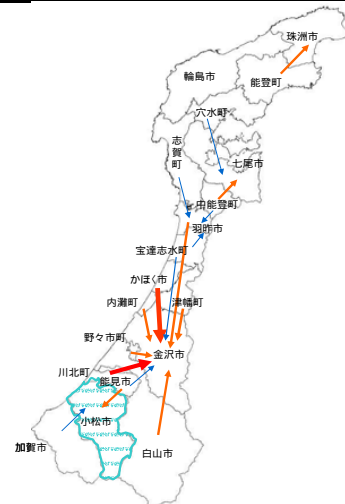 珠洲市
輪島市
能登町
穴水町
志賀町
七尾市
中能登町
羽昨市
宝達志水町
かほく市
内灘町
津幡町
野々市町
金沢市
川北町
能見市
小松市
加賀市
白山市